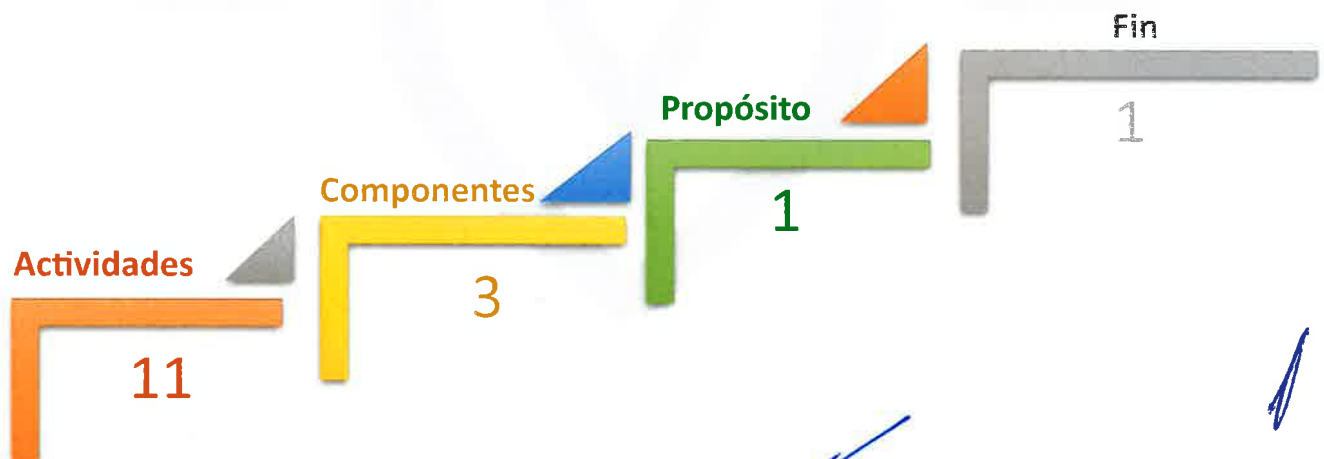 Fin
1
Propósito
1
Componentes
3
Actividades
11